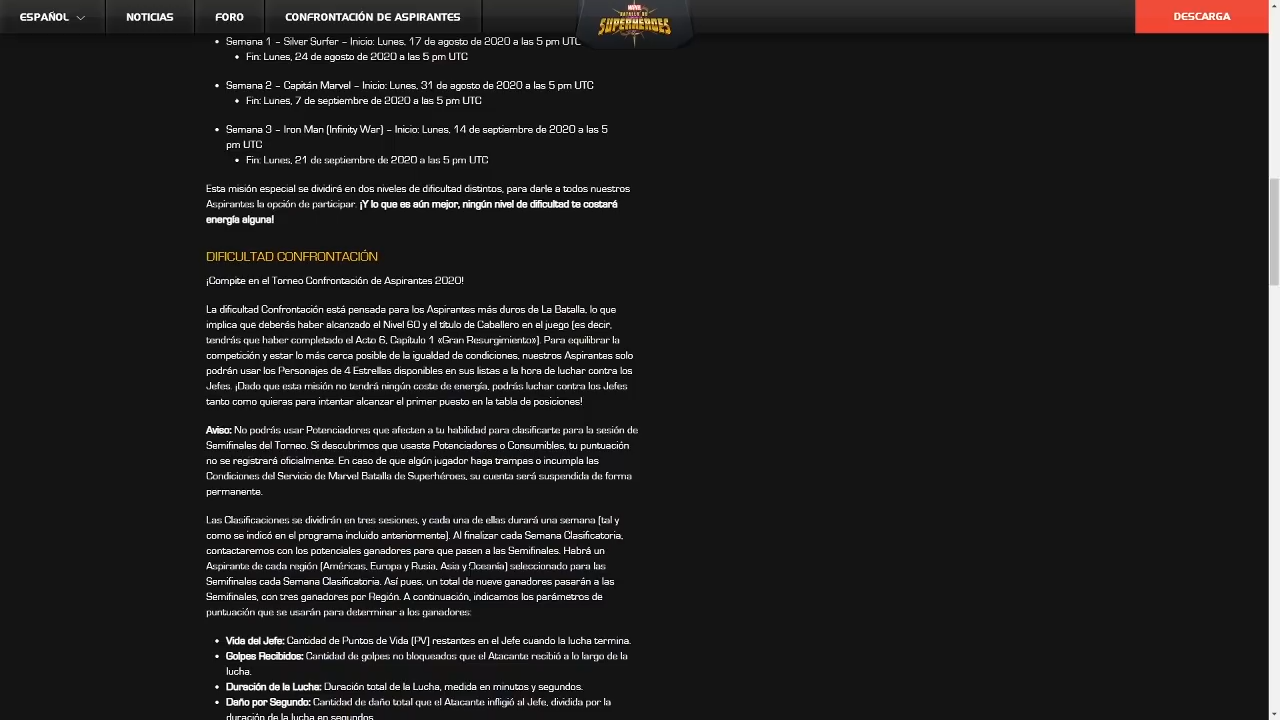 ESPAÑOL
NOTICIAS
FORO
CONFRONTACIÓN DE ASPIRANTES
MARVEL
BATALLA DE
SUPERHÉROES
DESCARGA
Semana 1 – Silver Surfer – Inicio: Lunes, 17 de agosto de 2020 a las 5 pm UTC
Fin: Lunes, 24 de agosto de 2020 a las 5 pm UTC
Semana 2 – Capitán Marvel – Inicio: Lunes, 31 de agosto de 2020 a las 5 pm UTC
Fin: Lunes, 7 de septiembre de 2020 a las 5 pm UTC
Semana 3 – Iron Man (Infinity War) – Inicio: Lunes, 14 de septiembre de 2020 a las 5
pm UTC
Fin: Lunes, 21 de septiembre de 2020 a las 5 pm UTC
Esta misión especial se dividirá en dos niveles de dificultad distintos, para darle a todos nuestros
Aspirantes la opción de participar. ¡Y lo que es aún mejor, ningún nivel de dificultad te costará
energía alguna!
DIFICULTAD CONFRONTACIÓN
¡Compite en el Torneo Confrontación de Aspirantes 2020!
La dificultad Confrontación está pensada para los Aspirantes más duros de La Batalla, lo que
implica que deberás haber alcanzado el Nivel 60 y el título de Caballero en el juego (es decir,
tendrás que haber completado el Acto 6, Capítulo 1 «Gran Resurgimiento»). Para equilibrar la
competición y estar lo más cerca posible de la igualdad de condiciones, nuestros Aspirantes solo
podrán usar los Personajes de 4 Estrellas disponibles en sus listas a la hora de luchar contra los
Jefes. ¡Dado que esta misión no tendrá ningún coste de energía, podrás luchar contra los Jefes
tanto como quieras para intentar alcanzar el primer puesto en la tabla de posiciones!
Aviso: No podrás usar Potenciadores que afecten a tu habilidad para clasificarte para la sesión de
Semifinales del Torneo. Si descubrimos que usaste Potenciadores o Consumibles, tu puntuación
no se registrará oficialmente. En caso de que algún jugador haga trampas o incumpla las
Condiciones del Servicio de Marvel Batalla de Superhéroes, su cuenta será suspendida de forma
permanente.
Las Clasificaciones se dividirán en tres sesiones, y cada una de ellas durará una semana (tal y
como se indicó en el programa incluido anteriormente). Al finalizar cada Semana Clasificatoria,
contactaremos con los potenciales ganadores para que pasen a las Semifinales. Habrá un
Aspirante de cada región (Américas, Europa y Rusia, Asia y Oceanía) seleccionado para las
Semifinales cada Semana Clasificatoria. Así pues, un total de nueve ganadores pasarán a las
Semifinales, con tres ganadores por Región. A continuación, indicamos los parámetros de
puntuación que se usarán para determinar a los ganadores:
Vida del Jefe: Cantidad de Puntos de Vida (PV) restantes en el Jefe cuando la lucha termina.
Golpes Recibidos: Cantidad de golpes no bloqueados que el Atacante recibió a lo largo de la
lucha.
Duración de la Lucha: Duración total de la Lucha, medida en minutos y segundos.
Daño por Segundo: Cantidad de daño total que el Atacante infligió al Jefe, dividida por la
duración de la lucha en segundos.